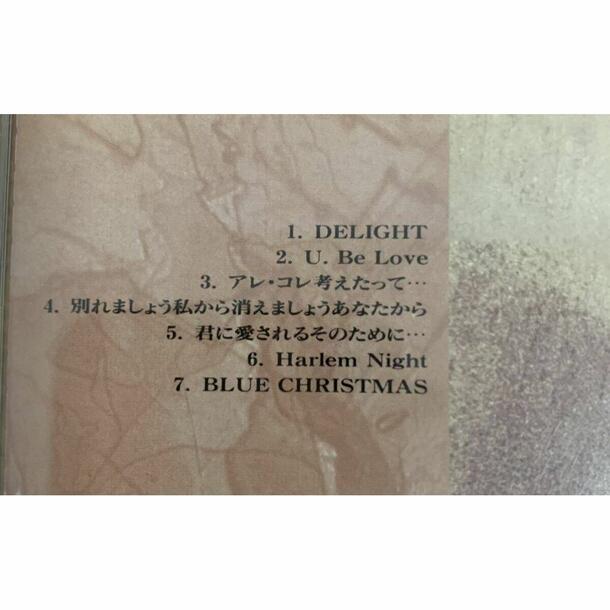 1. DELIGHT
2. U. Be Love
3. アレ・コレ考えたって…
4. 別れましょう私から消えましょうあなたから
5. 君に愛されるそのために…
6. Harlem Night
7. BLUE CHRISTMAS